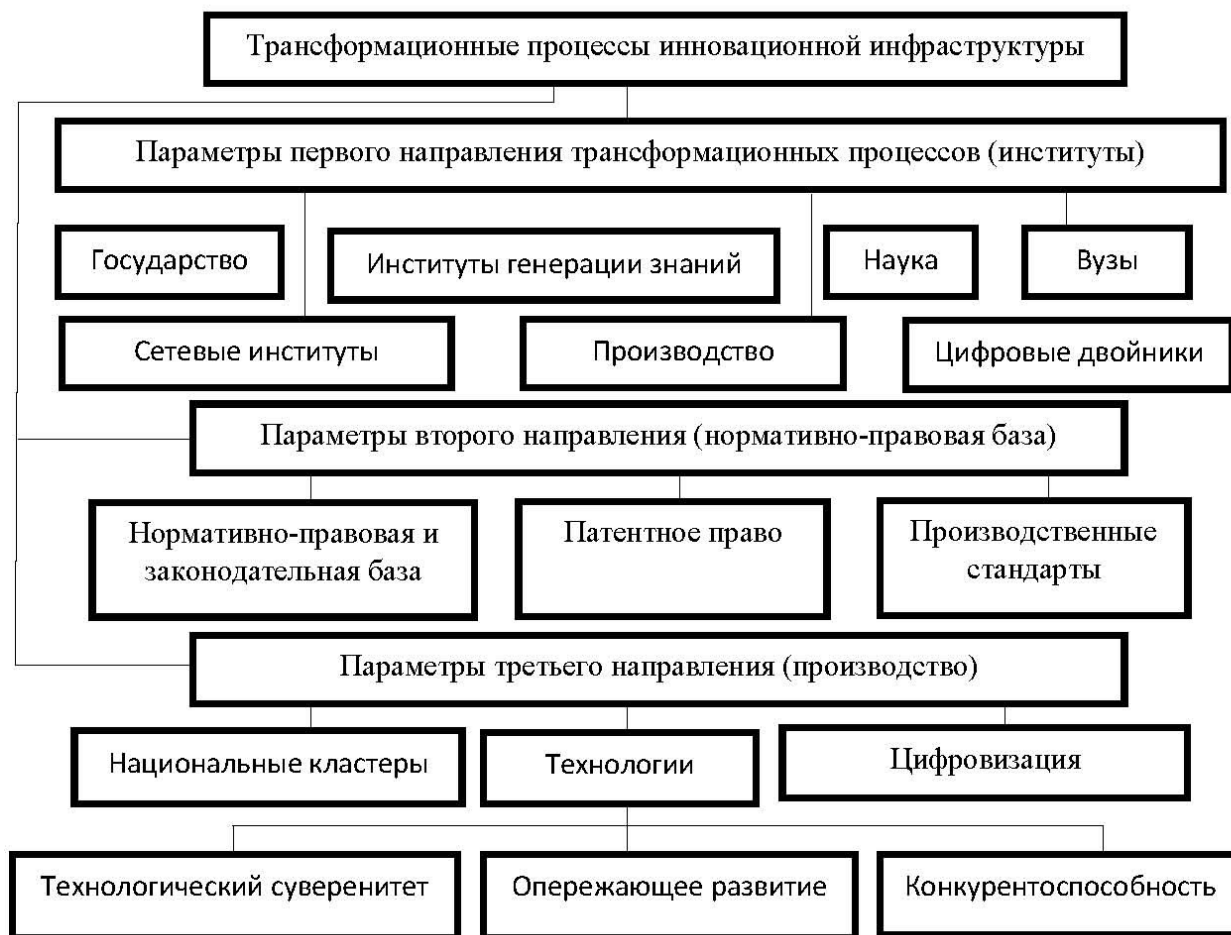 Трансформационные процессы инновационной инфраструктуры
Параметры первого направления трансформационных процессов (институты)
Государство
Институты генерации знаний
Наука
Вузы
Сетевые институты
Производство
Цифровые двойники
Параметры второго направления (нормативно-правовая база)
Нормативно-правовая и
законодательная база
Патентное право
Производственные
стандарты
Параметры третьего направления (производство)
Национальные кластеры
Технологии
Цифровизация
Технологический суверенитет
Опережающее развитие
Конкурентоспособность